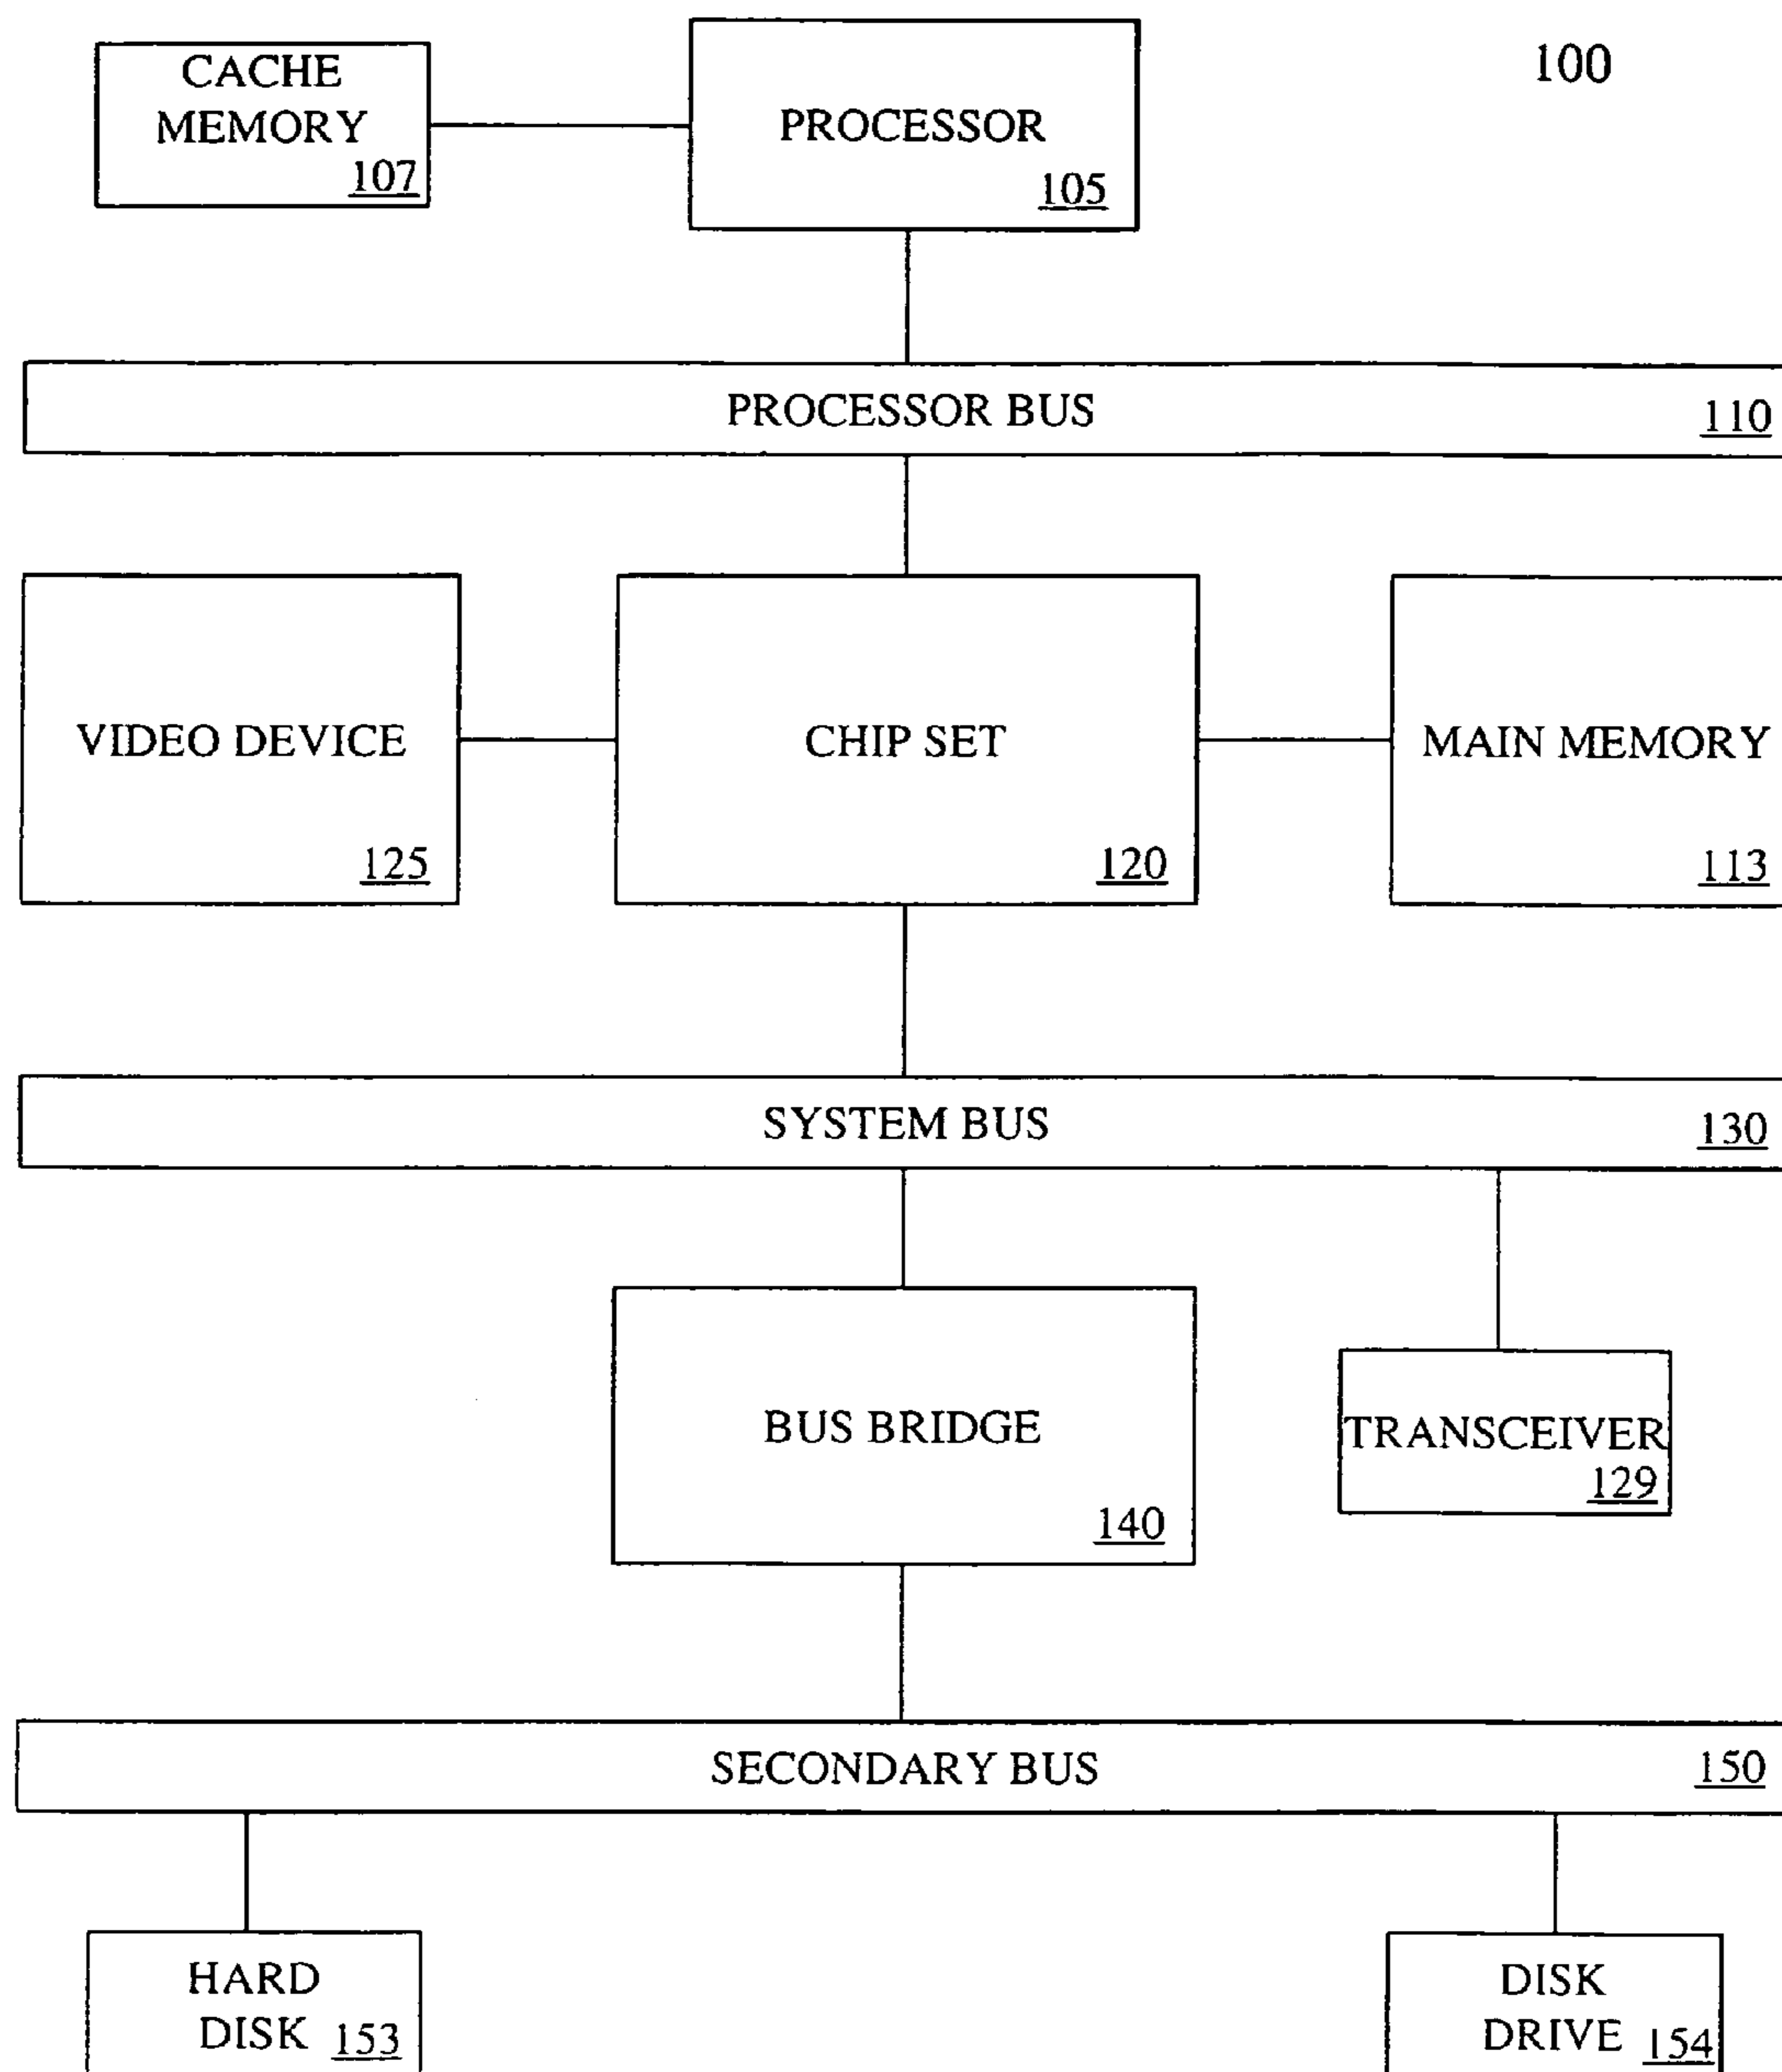 100
CACHE
MEMORY
107
PROCESSOR
105
PROCESSOR BUS 110
VIDEO DEVICE
125
CHIP SET
120
MAIN MEMORY
113
SYSTEM BUS 130
BUS BRIDGE
140
TRANSCEIVER
129
SECONDARY BUS 150
HARD
DISK 153
DISK
DRIVE 154